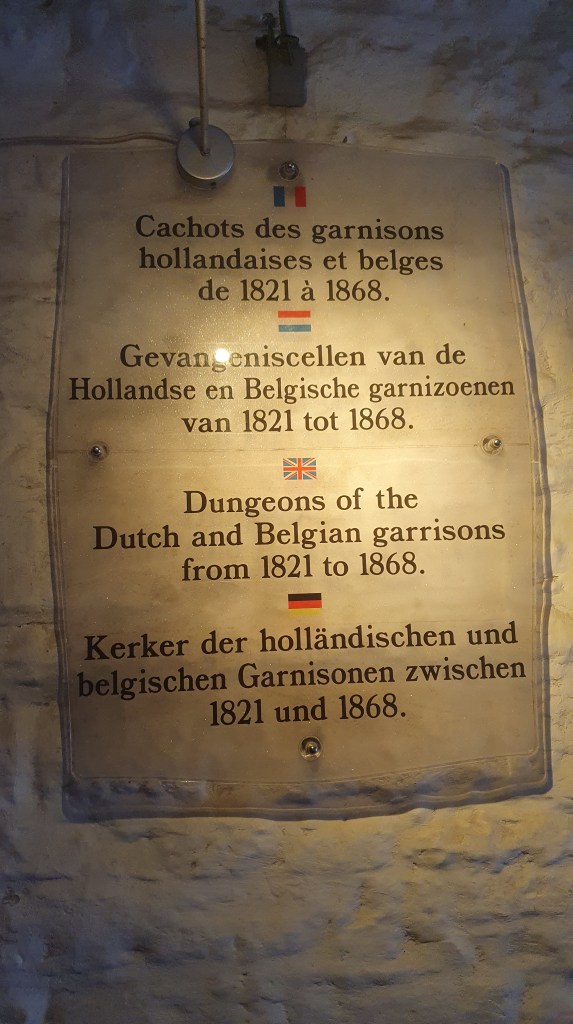 Cachots des garnisons
hollandaises et belges
de 1821 à 1868.
Gevangeniscellen van de
Hollandse en Belgische garnizoenen
van 1821 tot 1868.
Dungeons of the
Dutch and Belgian garrisons
from 1821 to 1868.
Kerker der holländischen und
belgischen Garnisonen zwischen
1821 und 1868.